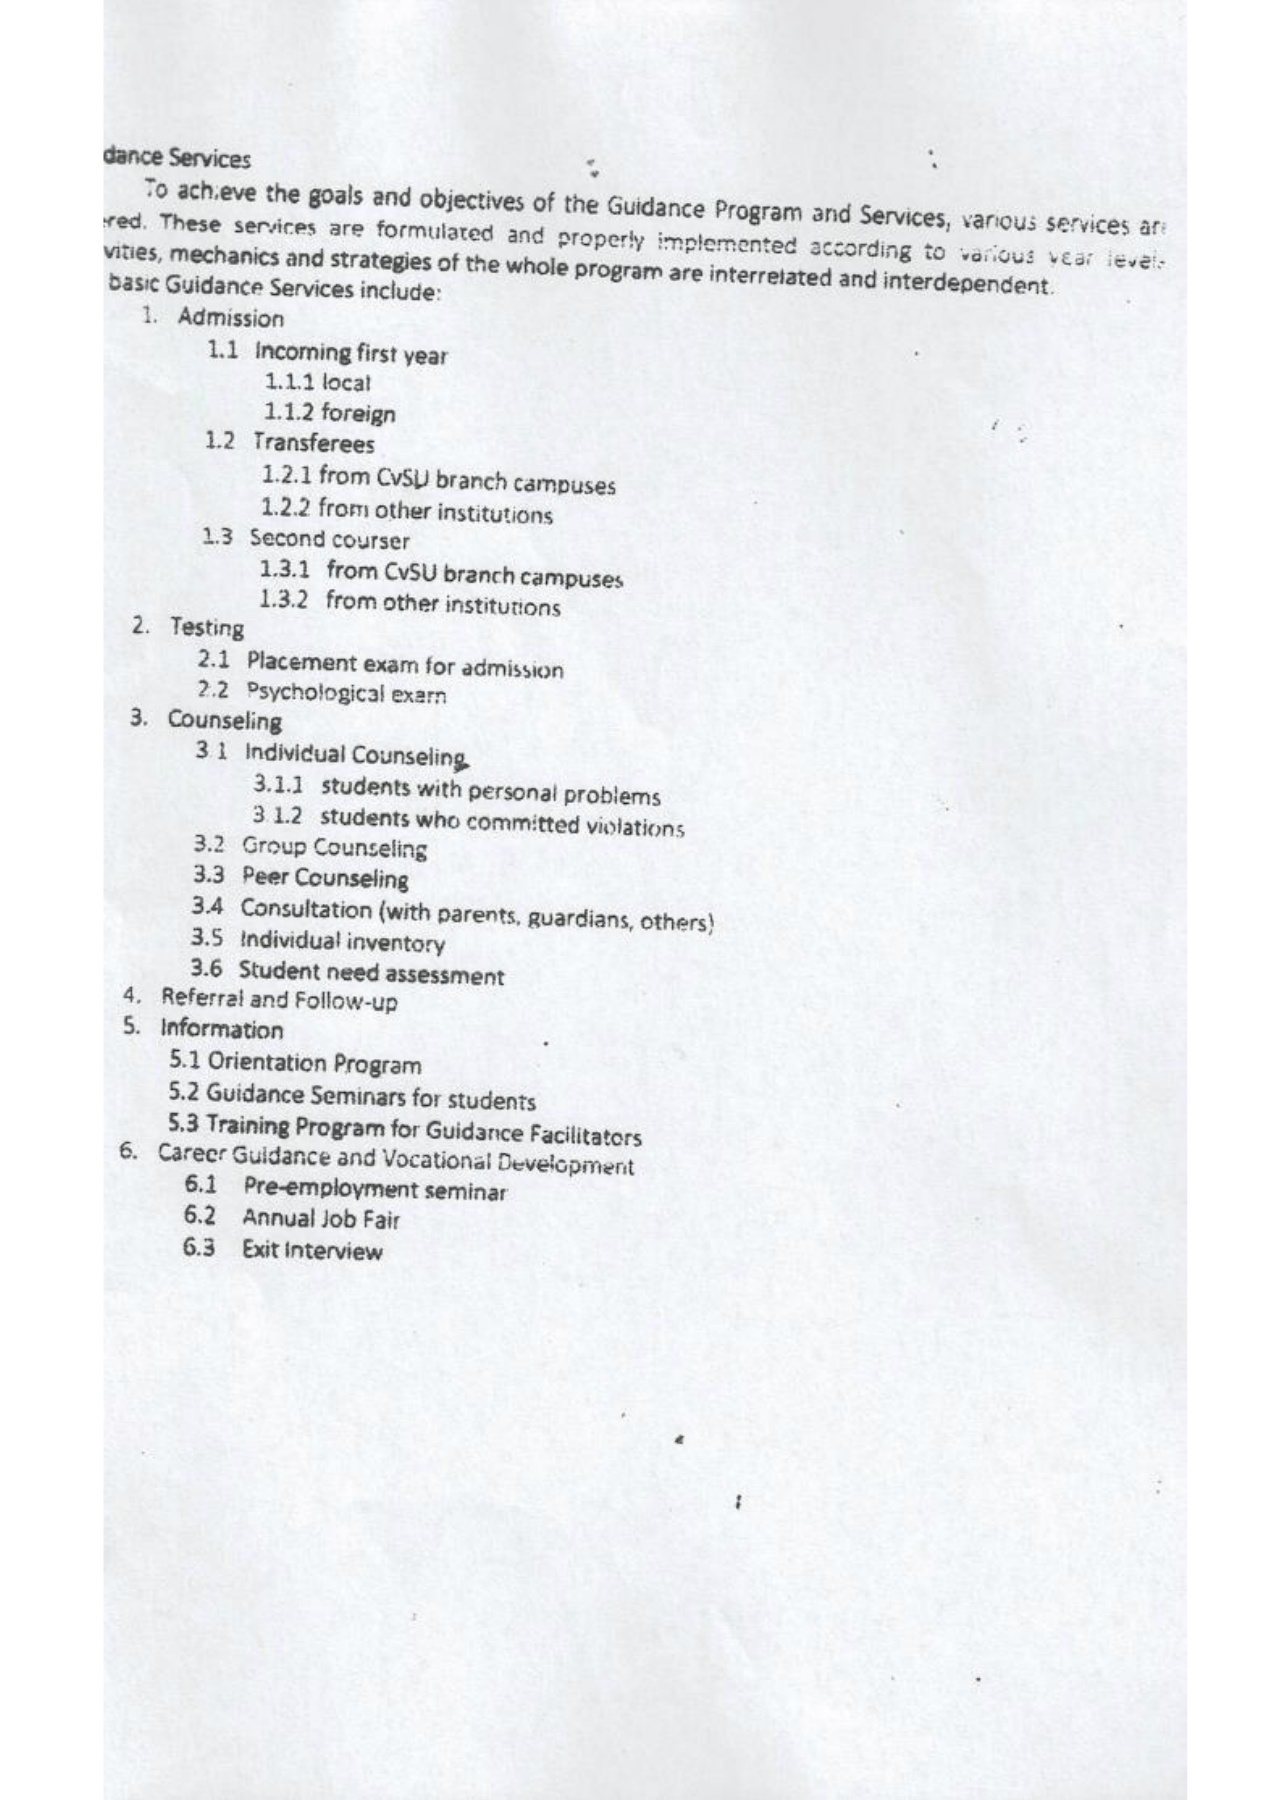 dance Services
To achieve the goals and objectives of the Guidance Program and Services, various services are
red. These services are formulated and properly implemented according to various year levels
vities, mechanics and strategies of the whole program are interrelated and interdependent.
basic Guidance Services include:
1. Admission
1.1 Incoming first year
1.1.1 local
1.1.2 foreign
1.2 Transferees
1.2.1 from CvSU branch campuses
1.2.2 from other institutions
1.3 Second courser
1.3.1 from CvSU branch campuses
1.3.2 from other institutions
2. Testing
2.1 Placement exam for admission
2.2 Psychological exam
3. Counseling
3.1 Individual Counseling
3.1.1 students with personal problems
3.1.2 students who committed violations
3.2 Group Counseling
3.3 Peer Counseling
3.4 Consultation (with parents, guardians, others)
3.5 Individual inventory
3.6 Student need assessment
4. Referral and Follow-up
5. Information
5.1 Orientation Program
5.2 Guidance Seminars for students
5.3 Training Program for Guidance Facilitators
6. Career Guidance and Vocational Development
6.1 Pre-employment seminar
6.2 Annual Job Fair
6.3 Exit Interview